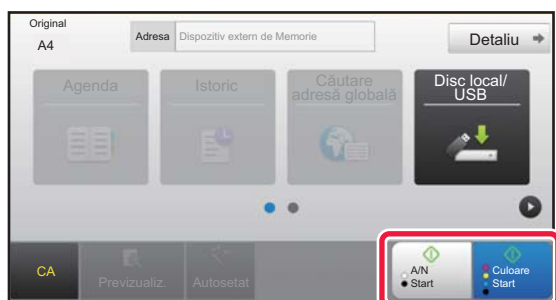 Original
A4
Adresa
Dispozitiv extern de Memorie
Detaliu
Agenda
Istoric
Căutare
adresă globală
Disc local/
USB
CA
Previzualiz.
Autosetat
A/N
Start
Culoare
Start